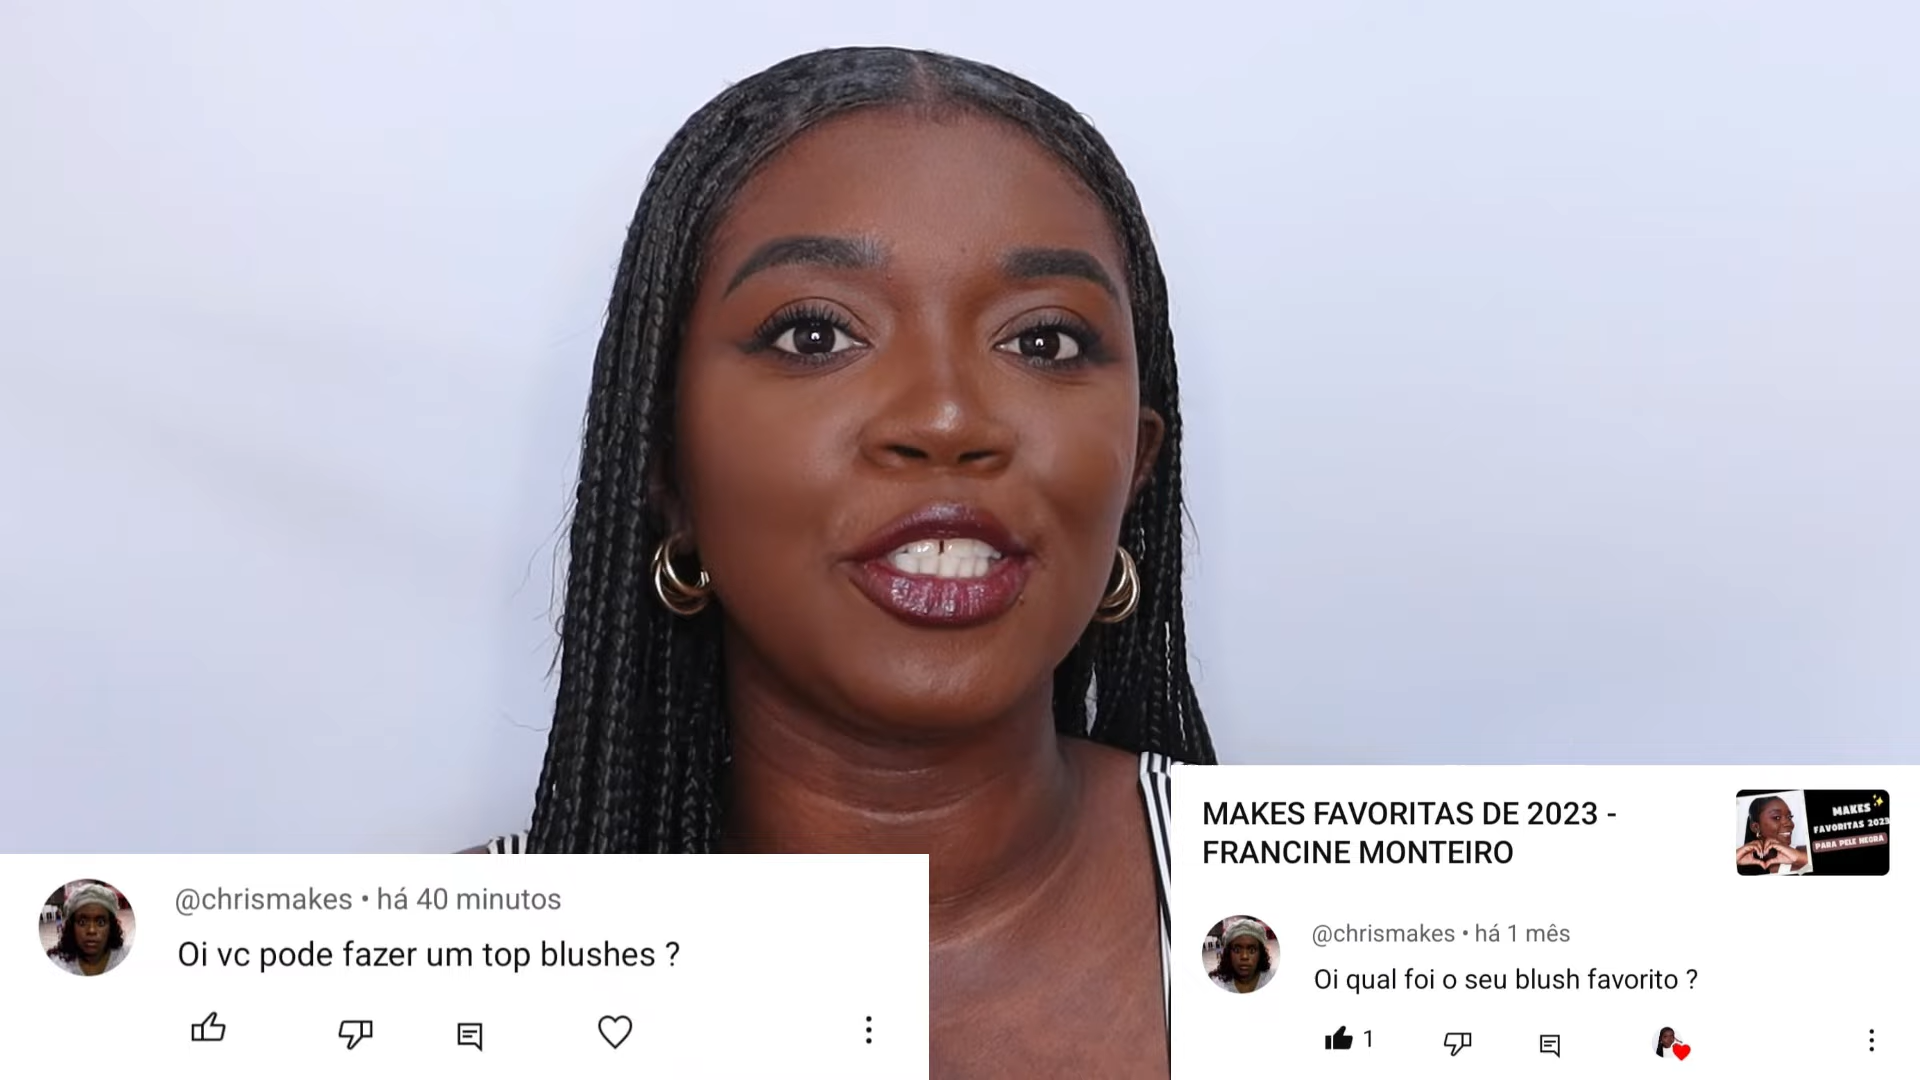 @chrismakes • há 40 minutos
Oi vc pode fazer um top blushes ?
MAKES FAVORITAS DE 2023 -
FRANCINE MONTEIRO
MAKES
FAVORITAS 2023
PARA PELE NEGRA
@chrismakes • há 1 mês
Oi qual foi o seu blush favorito ?
1